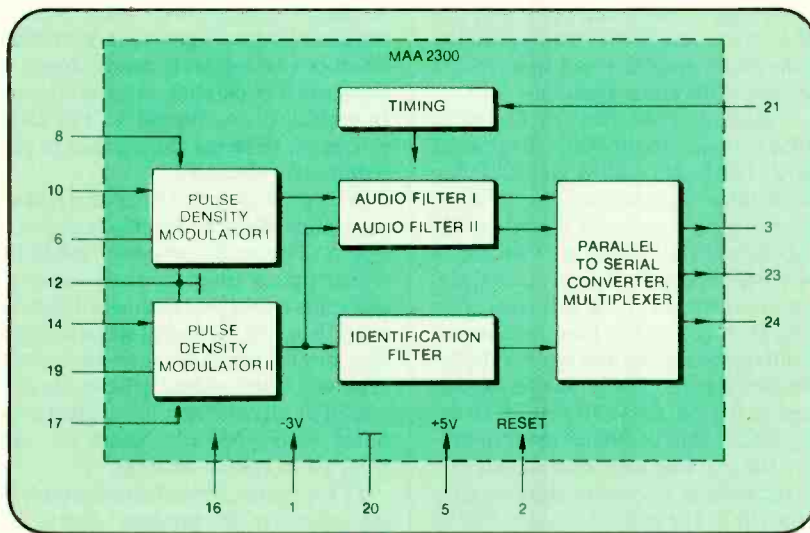 MAA 2300
TIMING
21
8
10
PULSE
DENSITY
MODULATOR I
6
AUDIO FILTER I
AUDIO FILTER II
PARALLEL
TO SERIAL
CONVERTER,
MULTIPLEXER
3
23
24
12
14
PULSE
DENSITY
MODULATOR II
19
17
IDENTIFICATION
FILTER
-3V
+5V
RESET
16
1
20
5
2